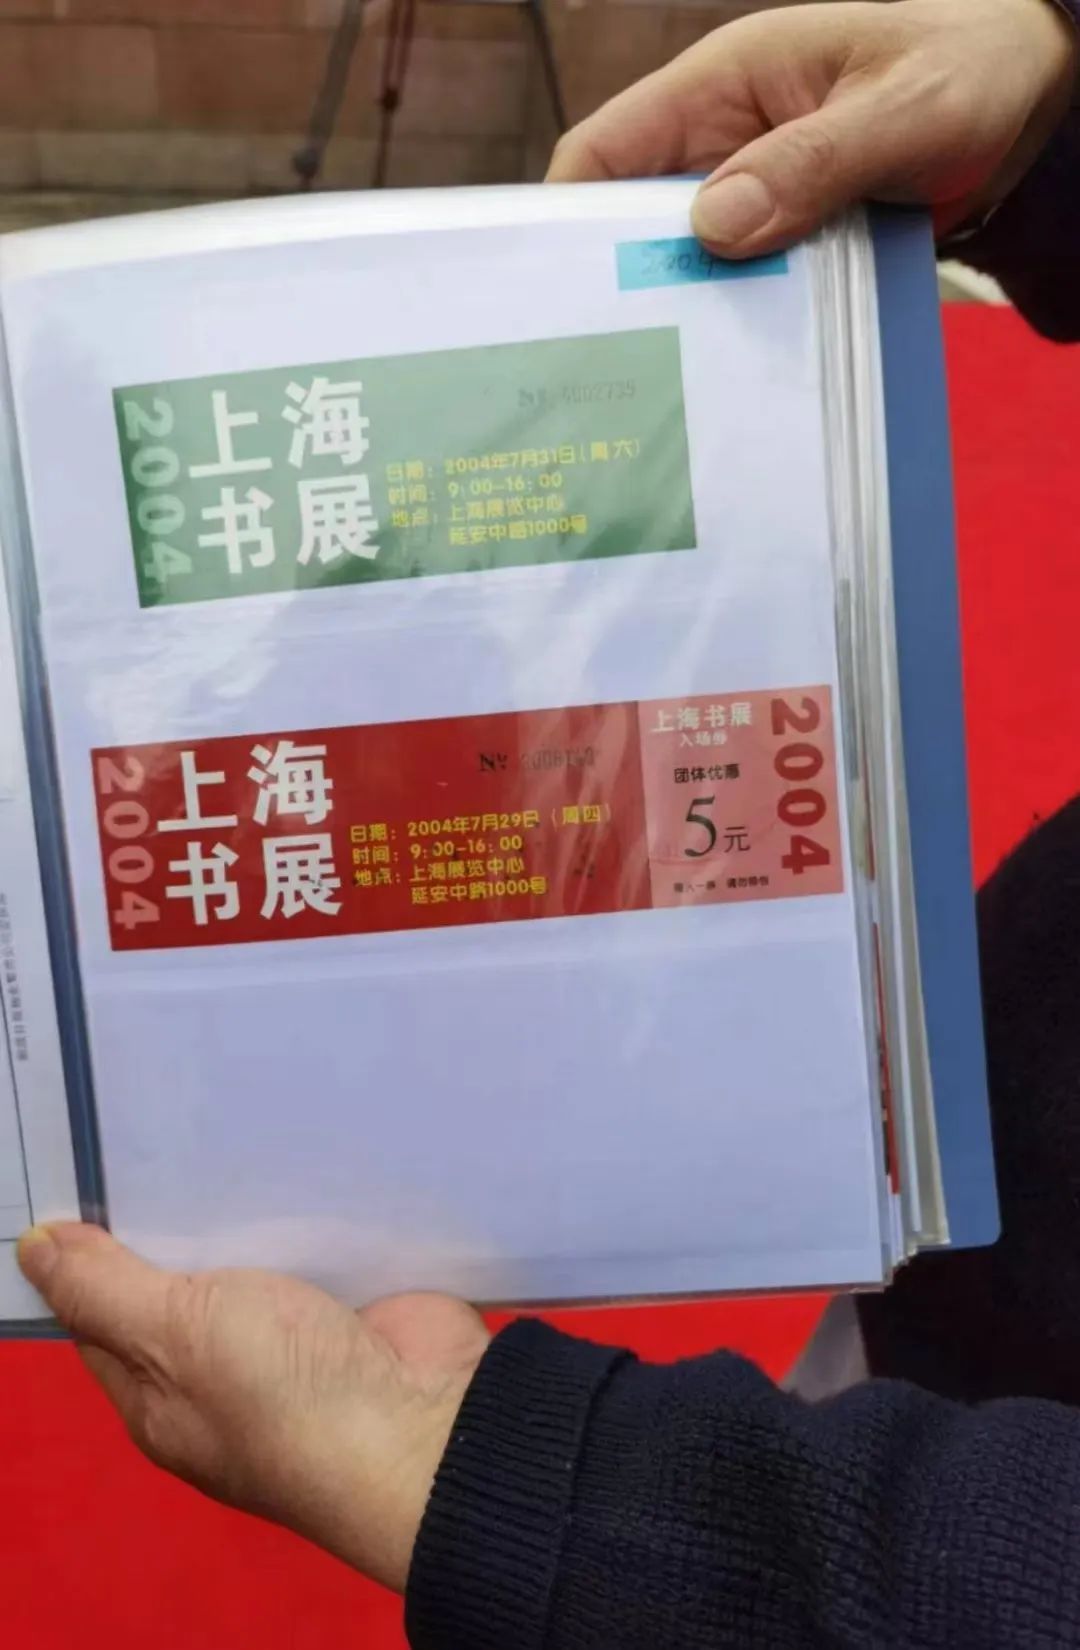 2004
2004
上海
书展
日期：2004年7月31日(周六)
时间：9:00-16:00
地点：上海展览中心
延安中路1000号
2004
上海
书展
日期：2004年7月29日（周四）
时间：9:00-16:00
地点：上海展览中心
延安中路1000号
上海书展
入场券
团体优惠
5元
2004